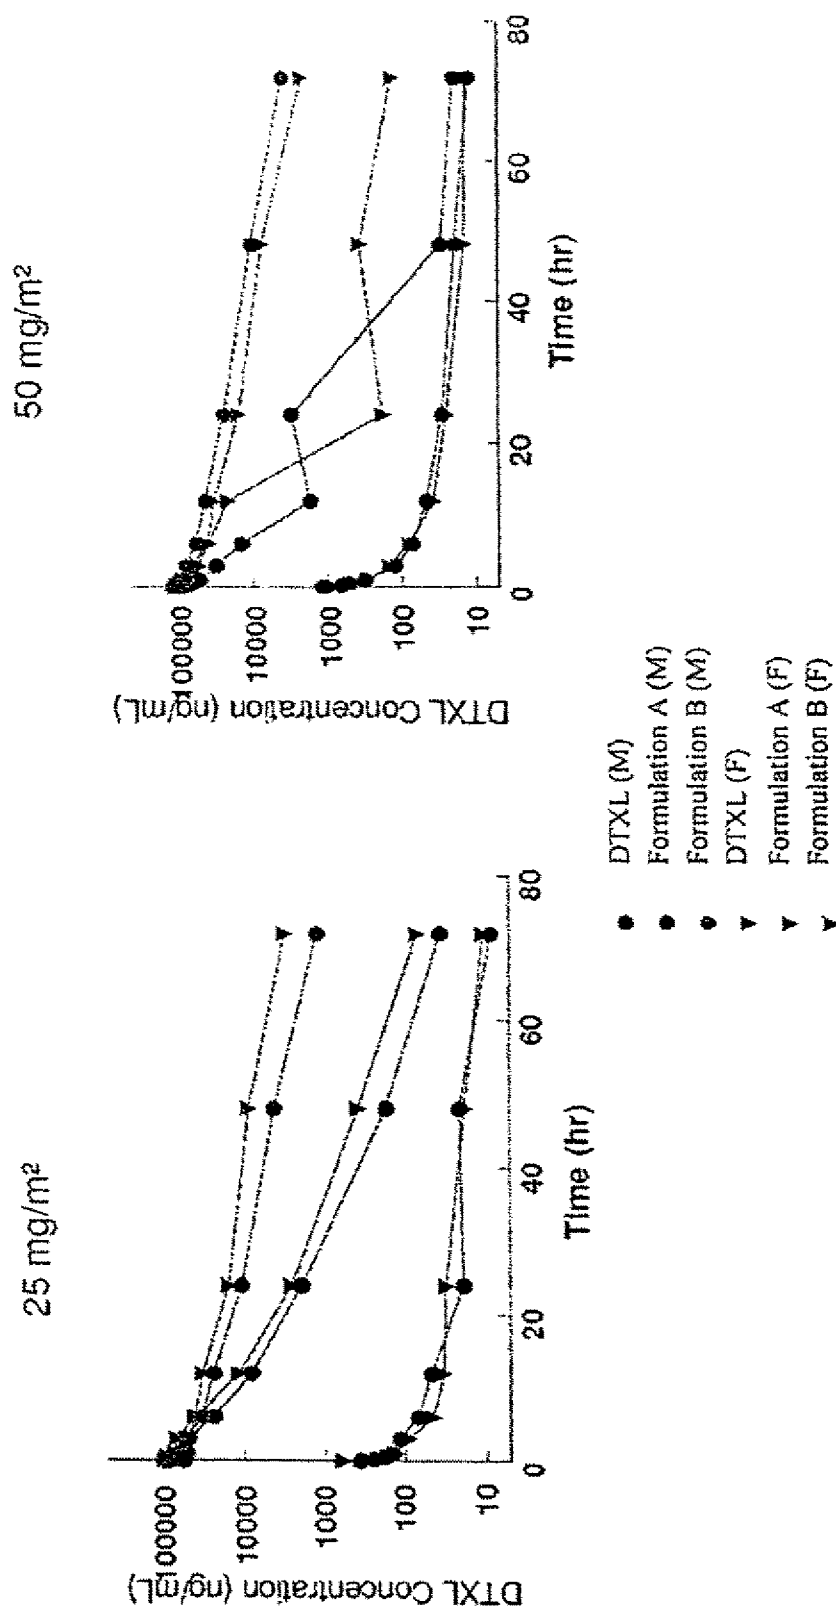 25 mg/m²
DTXL Concentration (ng/mL)
100000
10000
1000
100
10
0
20
40
60
80
Time (hr)
50 mg/m²
DTXL Concentration (ng/mL)
100000
10000
1000
100
10
0
20
40
60
80
Time (hr)
DTXL (M)
Formulation A (M)
Formulation B (M)
DTXL (F)
Formulation A (F)
Formulation B (F)